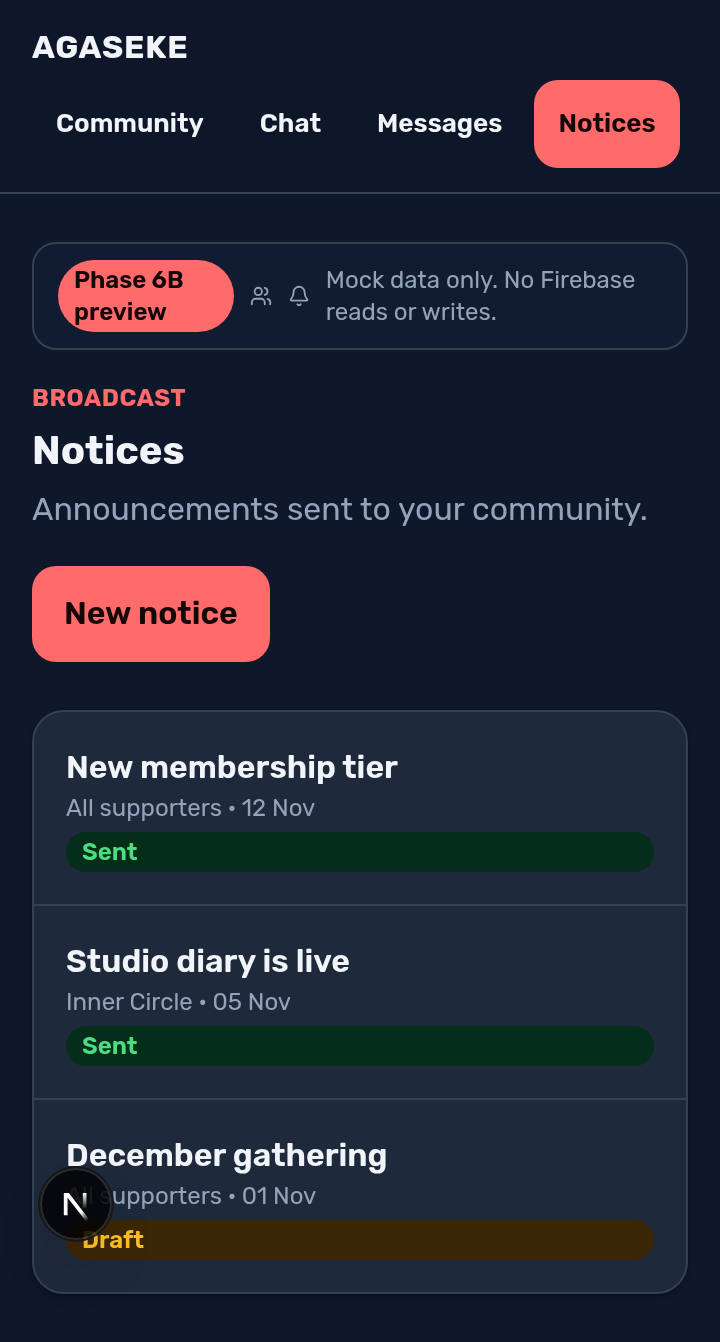 AGASEKE
Community Chat Messages Notices
Phase 6B
preview
Mock data only. No Firebase
reads or writes.
BROADCAST
Notices
Announcements sent to your community.
New notice
New membership tier
All supporters • 12 Nov
Sent
Studio diary is live
Inner Circle • 05 Nov
Sent
December gathering
All supporters • 01 Nov
N
Draft